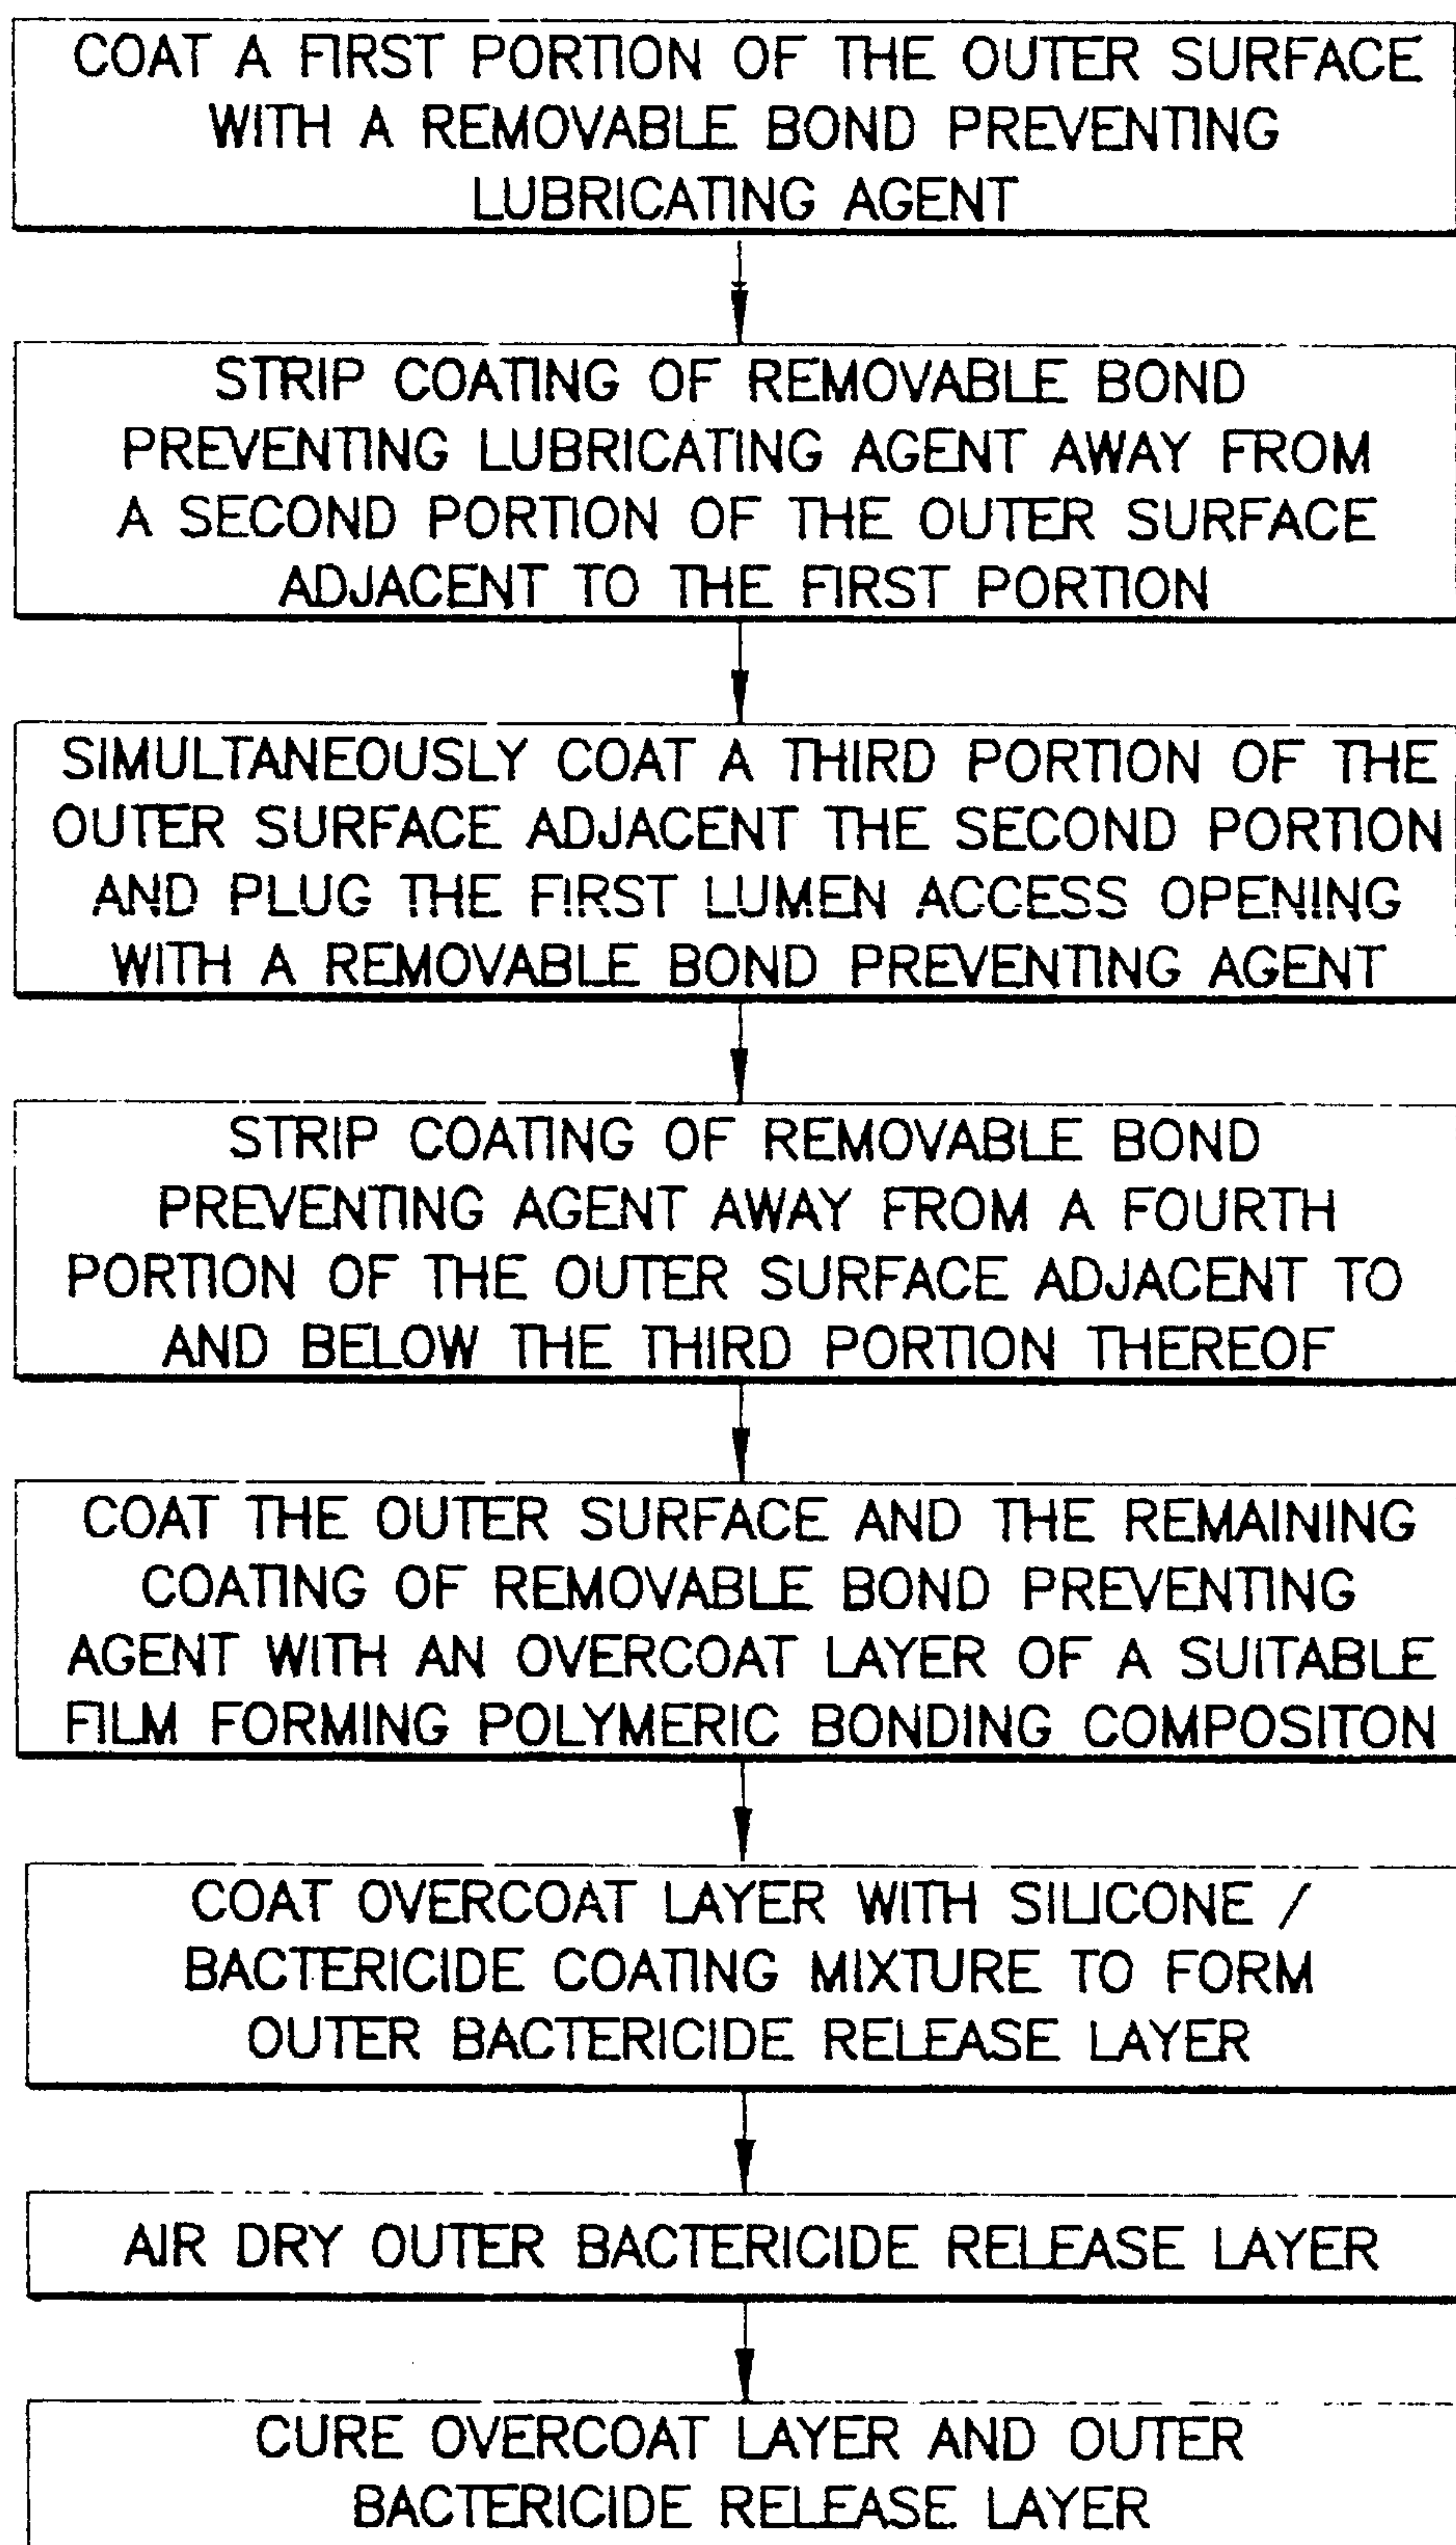 COAT A FIRST PORTION OF THE OUTER SURFACE
WITH A REMOVABLE BOND PREVENTING
LUBRICATING AGENT
STRIP COATING OF REMOVABLE BOND
PREVENTING LUBRICATING AGENT AWAY FROM
A SECOND PORTION OF THE OUTER SURFACE
ADJACENT TO THE FIRST PORTION
SIMULTANEOUSLY COAT A THIRD PORTION OF THE
OUTER SURFACE ADJACENT THE SECOND PORTION
AND PLUG THE FIRST LUMEN ACCESS OPENING
WITH A REMOVABLE BOND PREVENTING AGENT
STRIP COATING OF REMOVABLE BOND
PREVENTING AGENT AWAY FROM A FOURTH
PORTION OF THE OUTER SURFACE ADJACENT TO
AND BELOW THE THIRD PORTION THEREOF
COAT THE OUTER SURFACE AND THE REMAINING
COATING OF REMOVABLE BOND PREVENTING
AGENT WITH AN OVERCOAT LAYER OF A SUITABLE
FILM FORMING POLYMERIC BONDING COMPOSITON
COAT OVERCOAT LAYER WITH SILICONE /
BACTERICIDE COATING MIXTURE TO FORM
OUTER BACTERICIDE RELEASE LAYER
AIR DRY OUTER BACTERICIDE RELEASE LAYER
CURE OVERCOAT LAYER AND OUTER
BACTERICIDE RELEASE LAYER